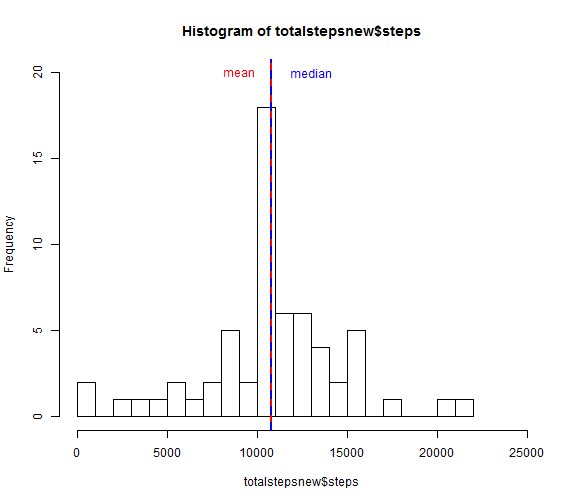 Histogram of totalstepsnew$steps
mean
median
20
15
10
5
0
Frequency
0 5000 10000 15000 20000 25000
totalstepsnew$steps